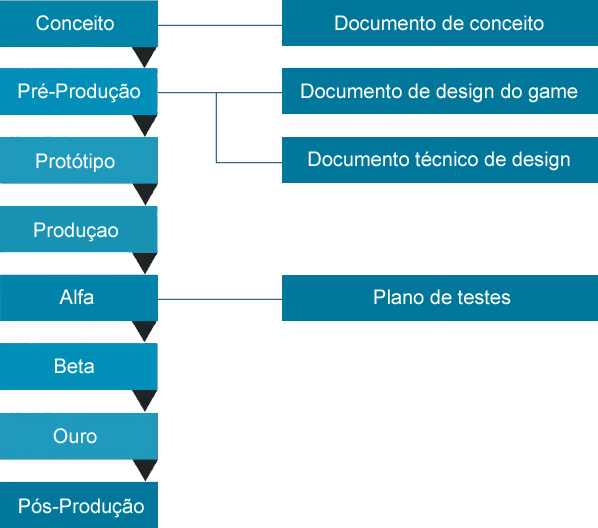 Conceito
Documento de conceito
Pré-Produção
Documento de design do game
Protótipo
Documento técnico de design
Produçao
Alfa
Plano de testes
Beta
Ouro
Pós-Produção